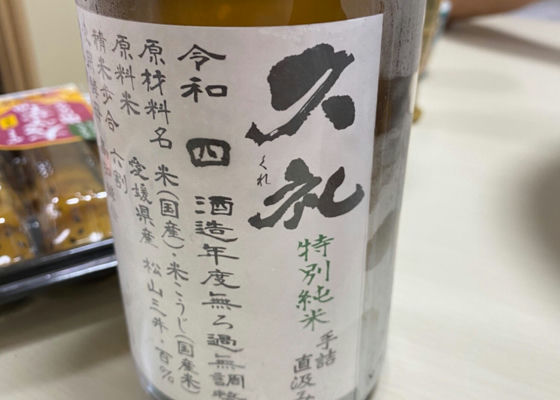 久礼
くれ
特別純米
手詰
直汲み
令和四酒造年度無ろ過無調整
原材料名 米(国産)・米こうじ(国産米)
原料米 愛媛県産 松山三井・百%
精米歩合 六割